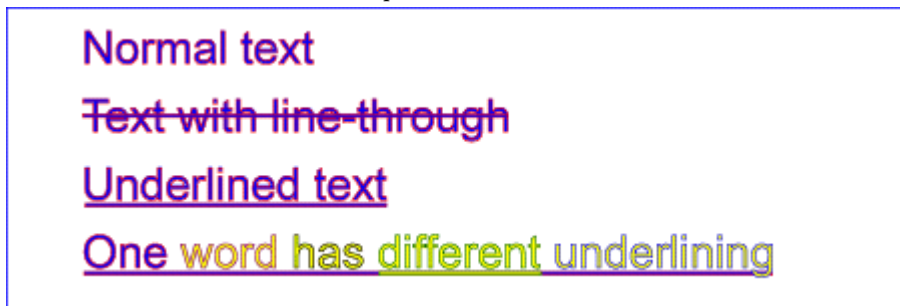 Normal text
Text with line-through
Underlined text
One word has different underlining